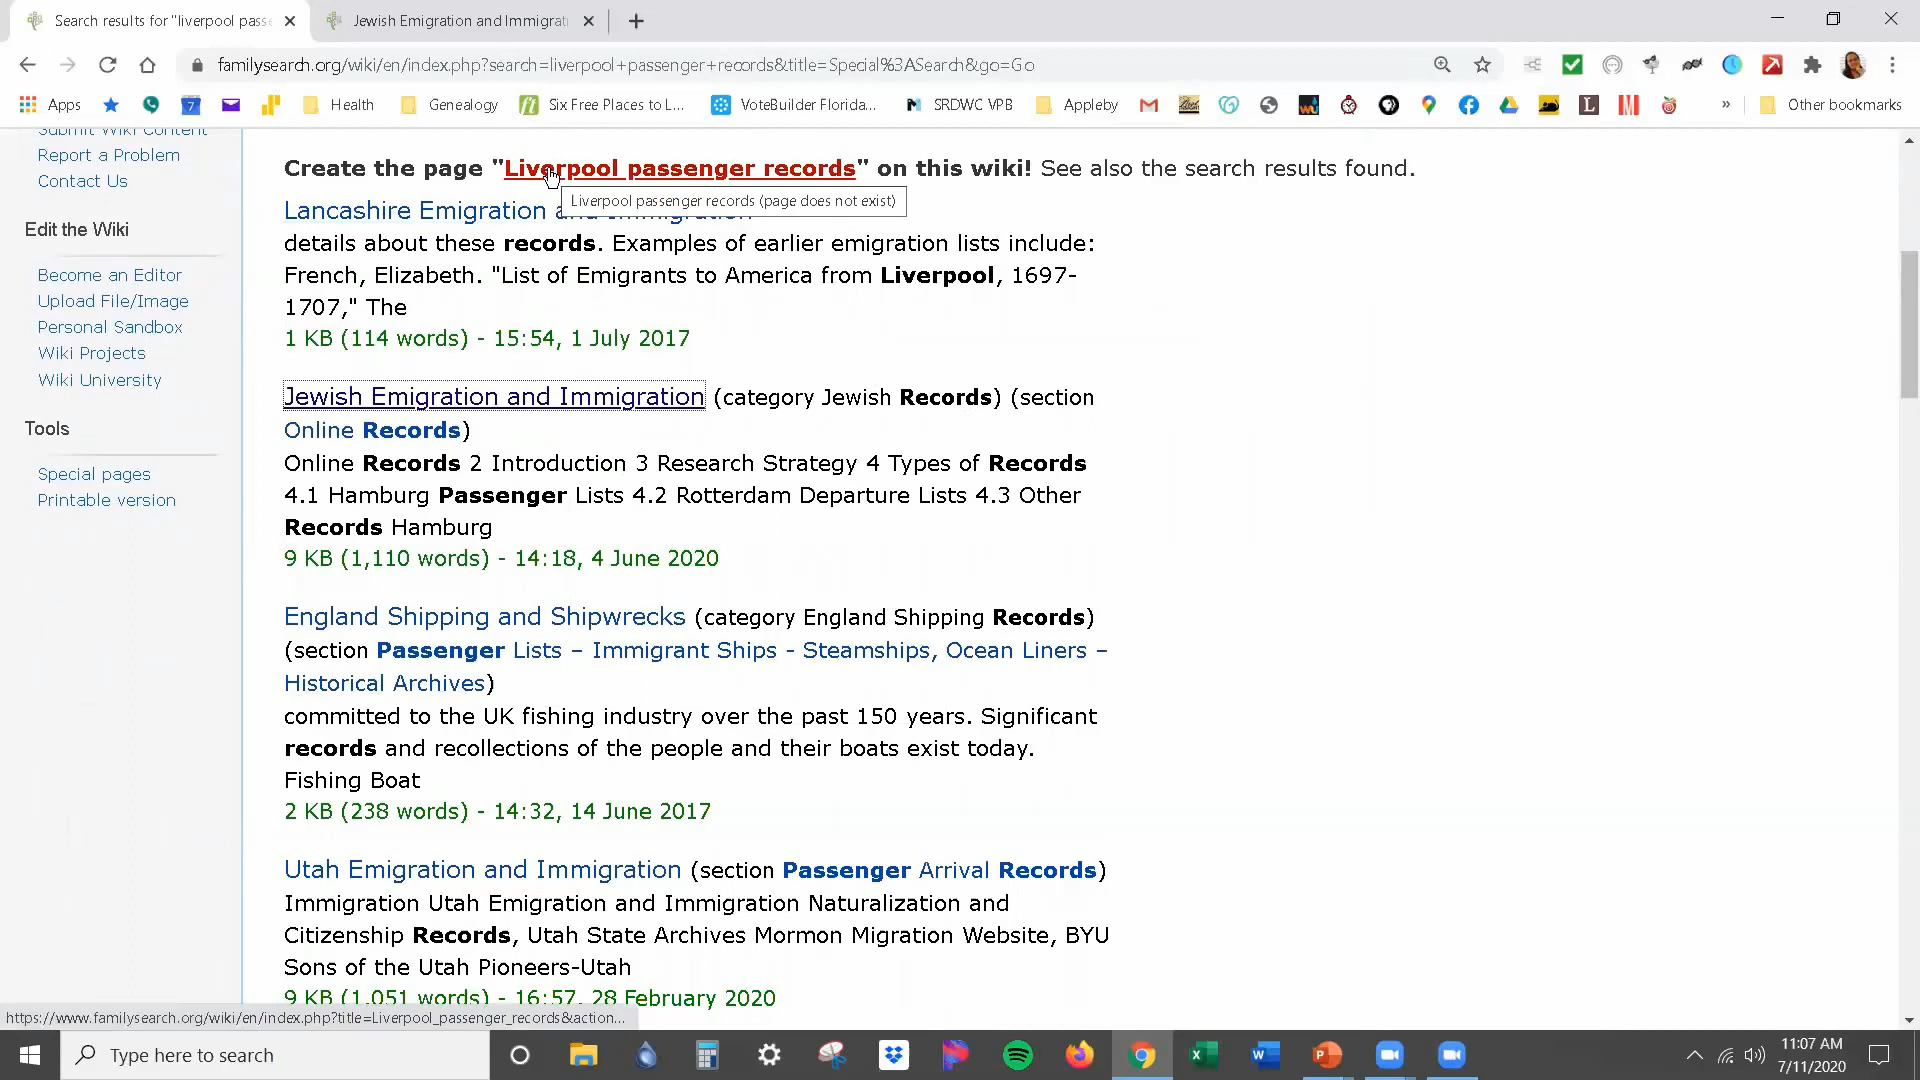 Search results for "liverpool pass
Jewish Emigration and Immigrat
familysearch.org/wiki/en/index.php?search=liverpool+passenger+records&title=Special%3ASearch&go=Go
Apps
7
Health
Genealogy
Six Free Places to L...
VoteBuilder Florida...
SRDWC VPB
Appleby
»
Other bookmarks
Submit Wiki Content
Report a Problem
Contact Us
Edit the Wiki
Become an Editor
Upload File/Image
Personal Sandbox
Wiki Projects
Wiki University
Tools
Special pages
Printable version
Create the page "Liverpool passenger records" on this wiki! See also the search results found.
Liverpool passenger records (page does not exist)
Lancashire Emigration and Immigration
details about these records. Examples of earlier emigration lists include:
French, Elizabeth. "List of Emigrants to America from Liverpool, 1697-
1707," The
1 KB (114 words) - 15:54, 1 July 2017
Jewish Emigration and Immigration (category Jewish Records) (section
Online Records)
Online Records 2 Introduction 3 Research Strategy 4 Types of Records
4.1 Hamburg Passenger Lists 4.2 Rotterdam Departure Lists 4.3 Other
Records Hamburg
9 KB (1,110 words) - 14:18, 4 June 2020
England Shipping and Shipwrecks (category England Shipping Records)
(section Passenger Lists – Immigrant Ships - Steamships, Ocean Liners –
Historical Archives)
committed to the UK fishing industry over the past 150 years. Significant
records and recollections of the people and their boats exist today.
Fishing Boat
2 KB (238 words) - 14:32, 14 June 2017
Utah Emigration and Immigration (section Passenger Arrival Records)
Immigration Utah Emigration and Immigration Naturalization and
Citizenship Records, Utah State Archives Mormon Migration Website, BYU
Sons of the Utah Pioneers-Utah
9 KB (1,051 words) - 16:57, 28 February 2020
https://www.familysearch.org/wiki/en/index.php?title=Liverpool_passenger_records&action...
Type here to search
11:07 AM
7/11/2020